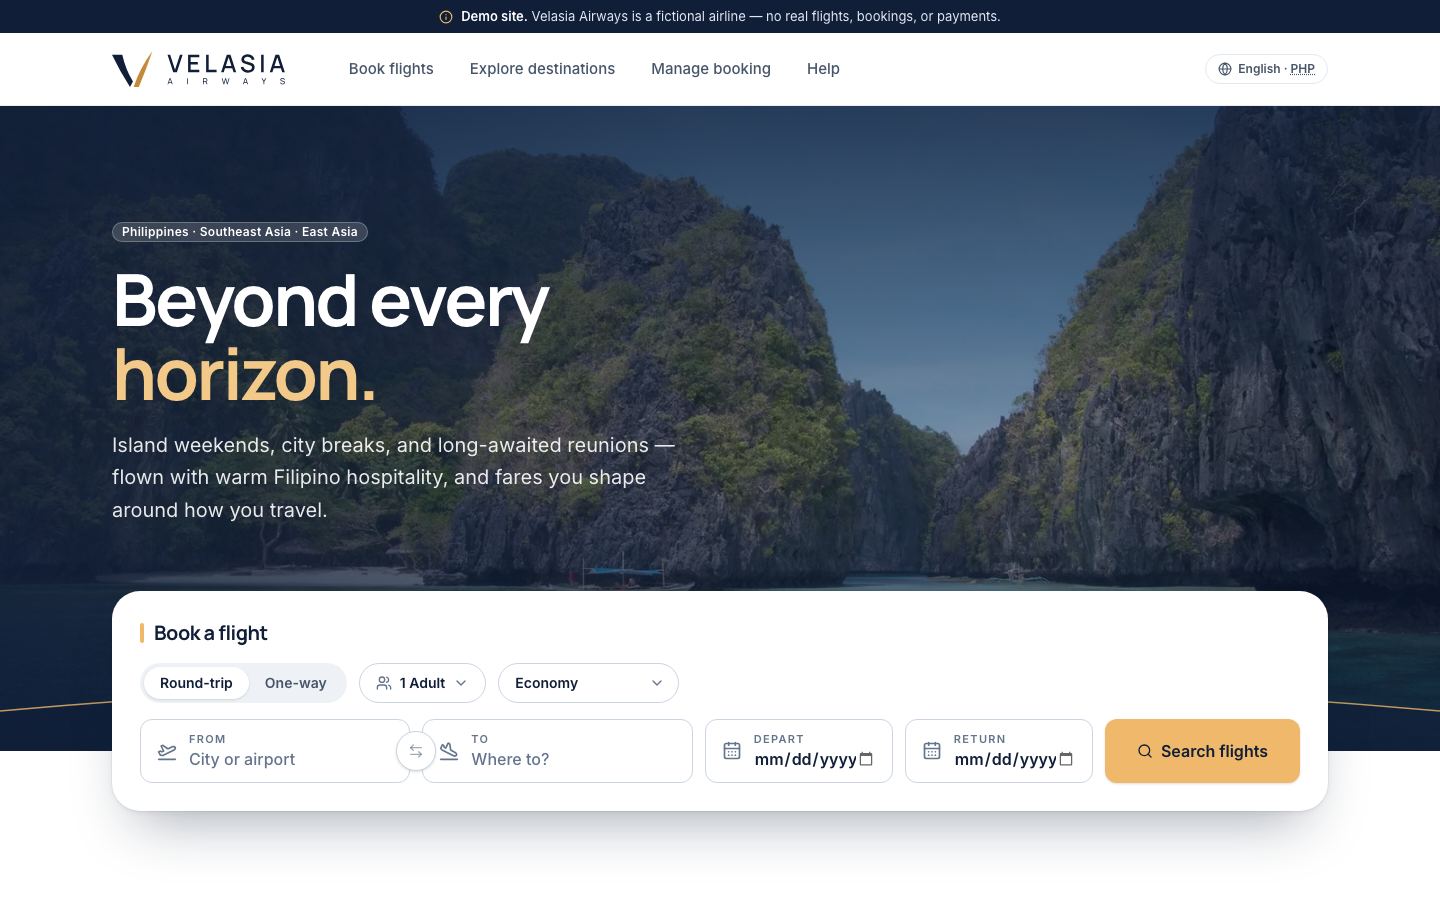 Demo site. Velasia Airways is a fictional airline — no real flights, bookings, or payments.
VELASIA
AIRWAYS
Book flights
Explore destinations
Manage booking
Help
English · PHP
Philippines · Southeast Asia · East Asia
Beyond every
horizon.
Island weekends, city breaks, and long-awaited reunions —
flown with warm Filipino hospitality, and fares you shape
around how you travel.
Book a flight
Round-trip
One-way
1 Adult
Economy
FROM
City or airport
TO
Where to?
DEPART
mm/dd/yyyy
RETURN
mm/dd/yyyy
Search flights